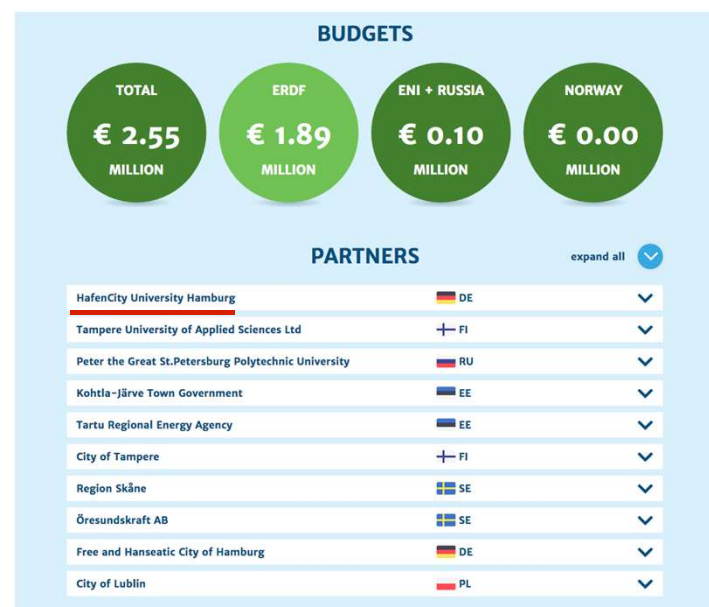 BUDGETS
TOTAL
€ 2.55
MILLION
ERDF
€ 1.89
MILLION
ENI + RUSSIA
€ 0.10
MILLION
NORWAY
€ 0.00
MILLION
PARTNERS
expand all
HafenCity University Hamburg DE
Tampere University of Applied Sciences Ltd FI
Peter the Great St.Petersburg Polytechnic University RU
Kohtla-Järve Town Government EE
Tartu Regional Energy Agency EE
City of Tampere FI
Region Skåne SE
Öresundskraft AB SE
Free and Hanseatic City of Hamburg DE
City of Lublin PL